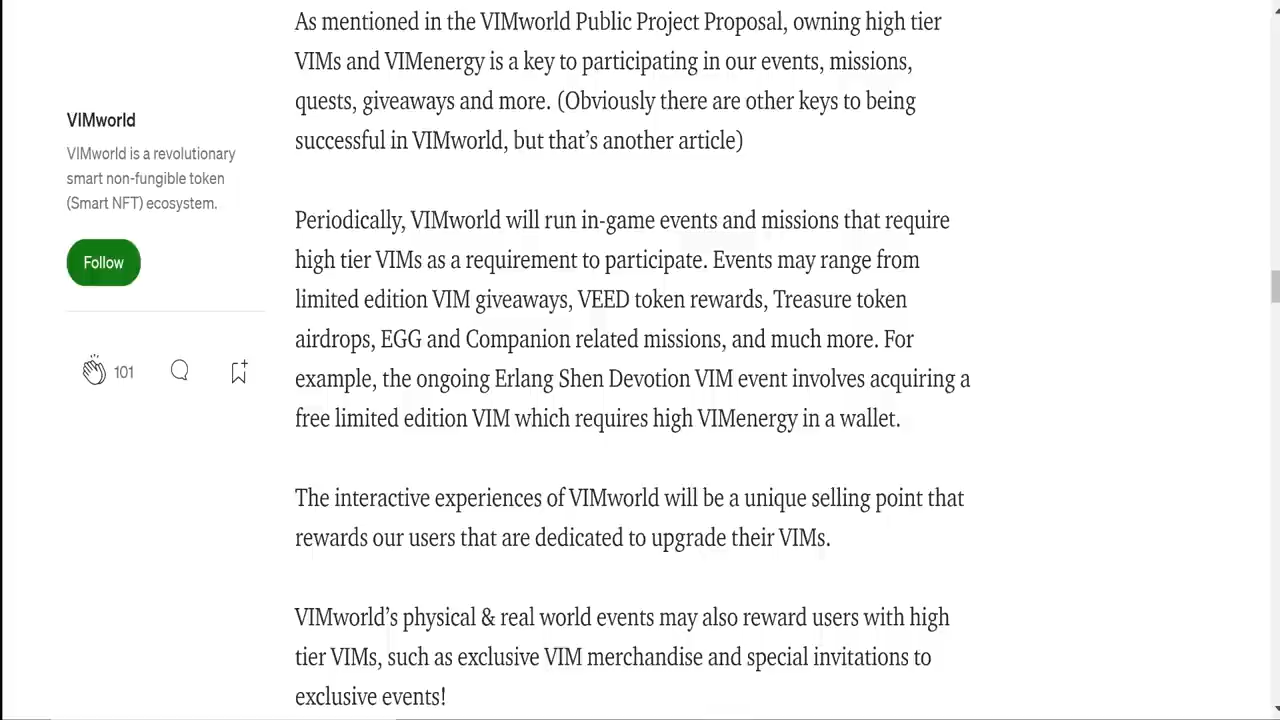 As mentioned in the VIMworld Public Project Proposal, owning high tier
VIMs and VIMenergy is a key to participating in our events, missions,
quests, giveaways and more. (Obviously there are other keys to being
successful in VIMworld, but that’s another article)
VIMworld
VIMworld is a revolutionary
smart non-fungible token
(Smart NFT) ecosystem.
Follow
101
Periodically, VIMworld will run in-game events and missions that require
high tier VIMs as a requirement to participate. Events may range from
limited edition VIM giveaways, VEED token rewards, Treasure token
airdrops, EGG and Companion related missions, and much more. For
example, the ongoing Erlang Shen Devotion VIM event involves acquiring a
free limited edition VIM which requires high VIMenergy in a wallet.
The interactive experiences of VIMworld will be a unique selling point that
rewards our users that are dedicated to upgrade their VIMs.
VIMworld’s physical & real world events may also reward users with high
tier VIMs, such as exclusive VIM merchandise and special invitations to
exclusive events!